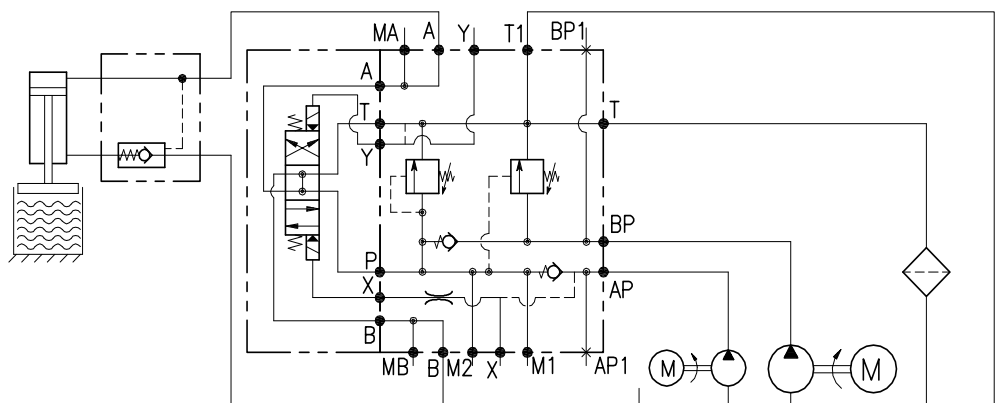 MA A Y T1 BP1
A
T T
Y
BP
P
AP
X
B
MB B M2 X M1 AP1
M M